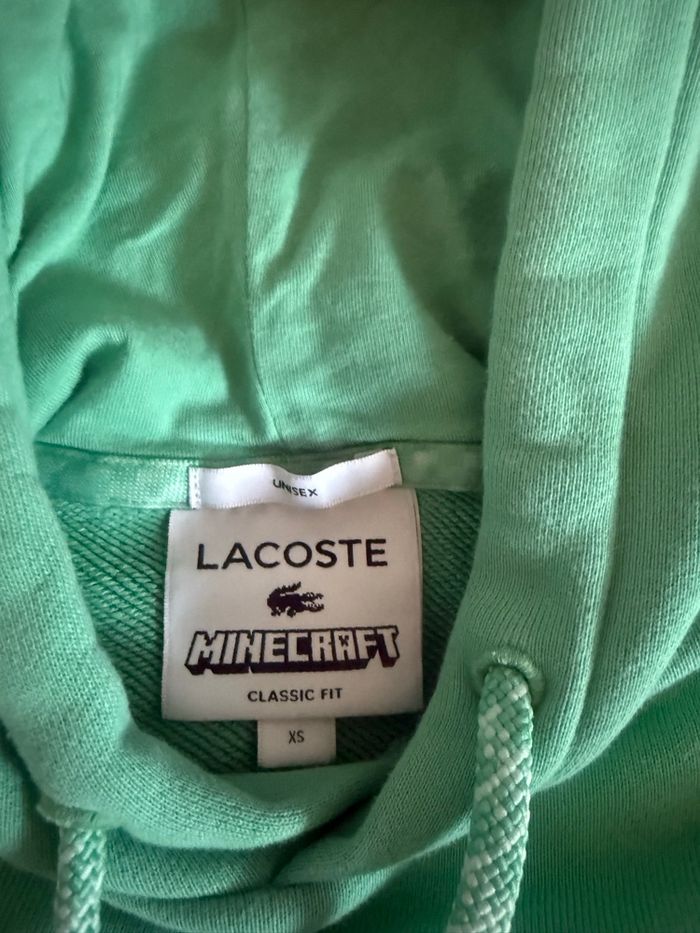 UNISEX
LACOSTE
MINECRAFT
CLASSIC FIT
XS